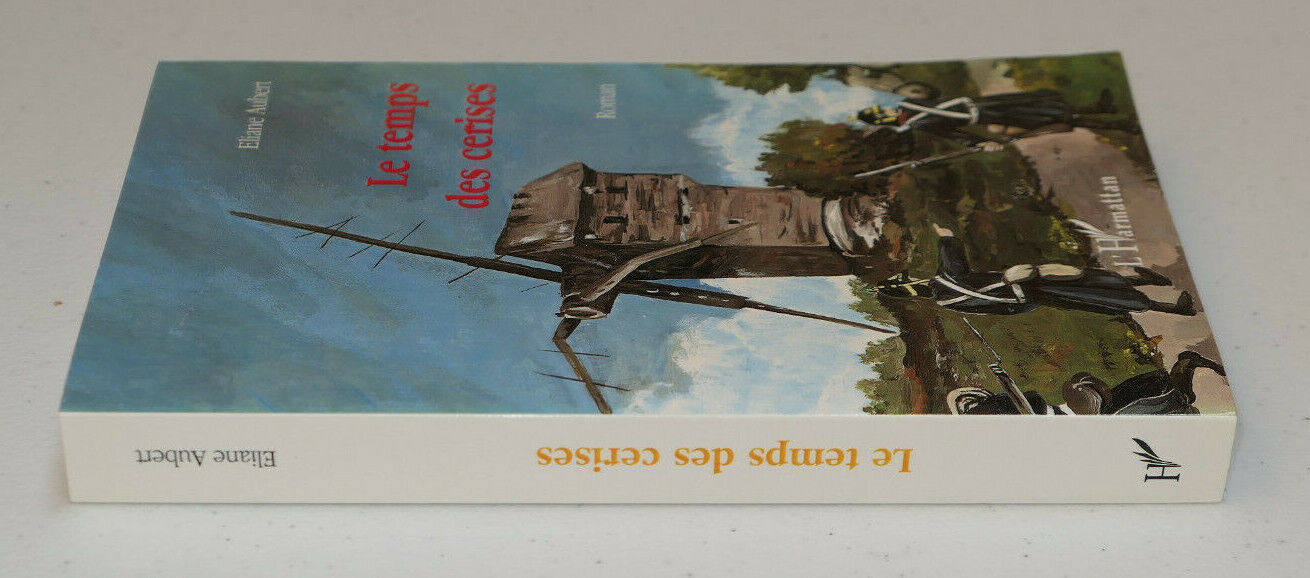 Eliane Aubert
Le temps
des cerises
Roman
L'Harmattan
Eliane Aubert
Le temps des cerises
H